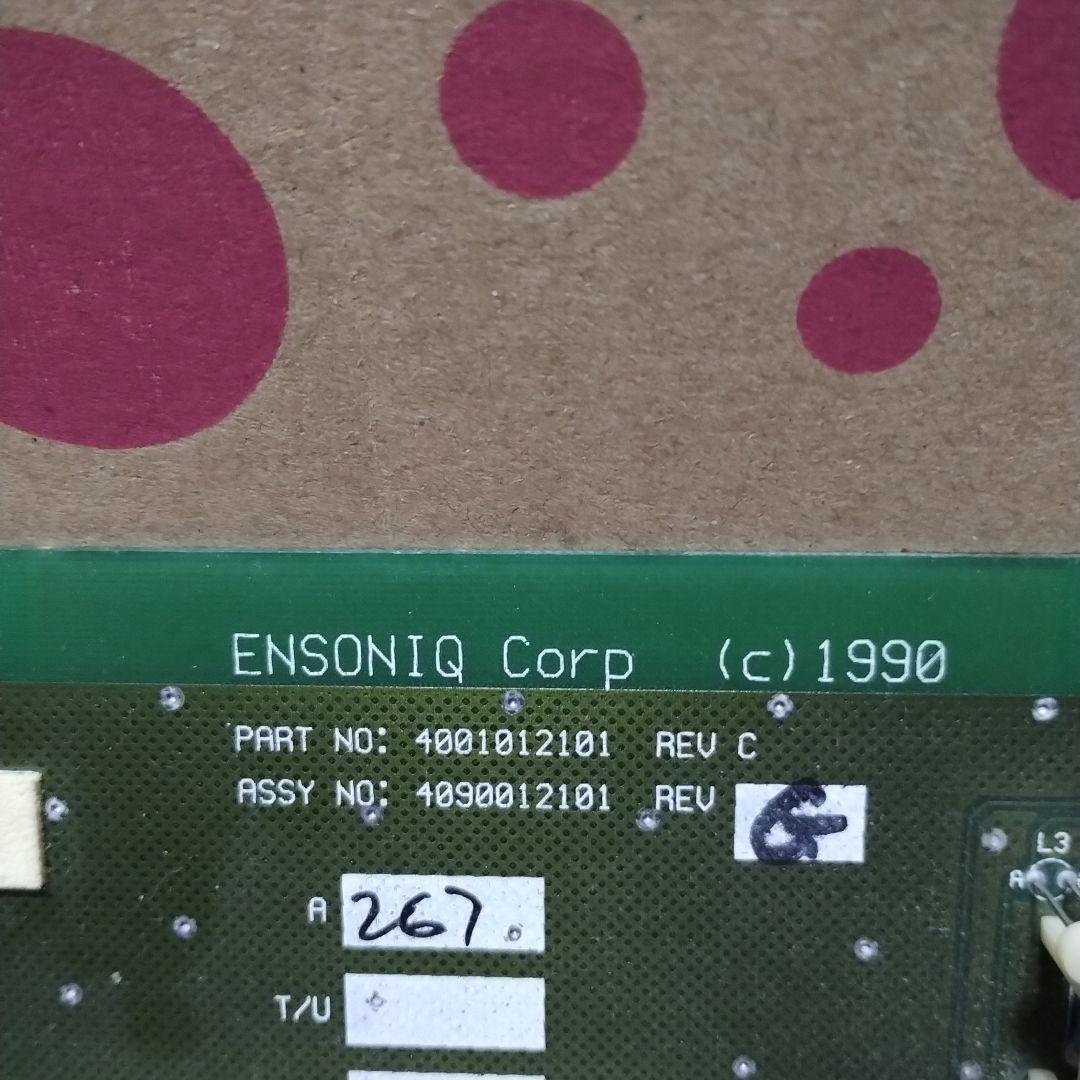 ENSONIQ Corp (c)1990
PART NO: 4001012101 REV C
ASSY NO: 4090012101 REV G
L3
A
A 267
T/U